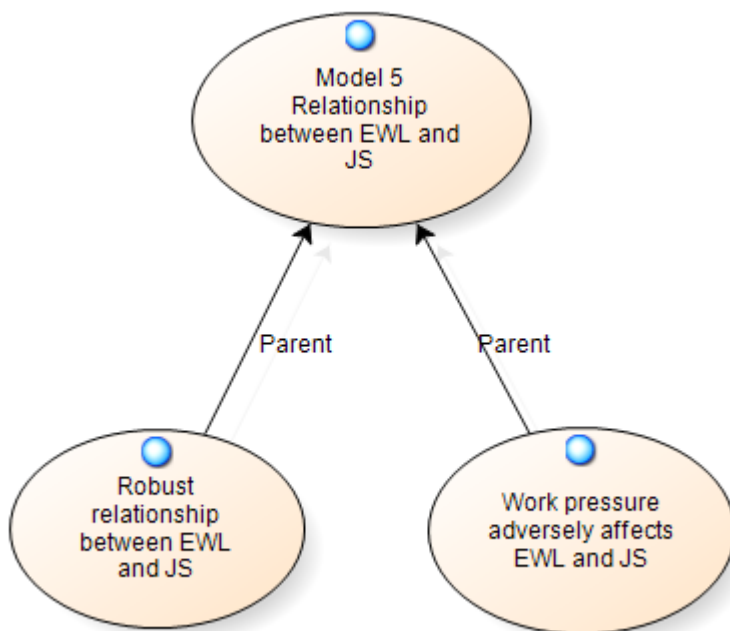 Model 5
Relationship
between EWL and
JS
Parent
Parent
Robust
relationship
between EWL
and JS
Work pressure
adversely affects
EWL and JS